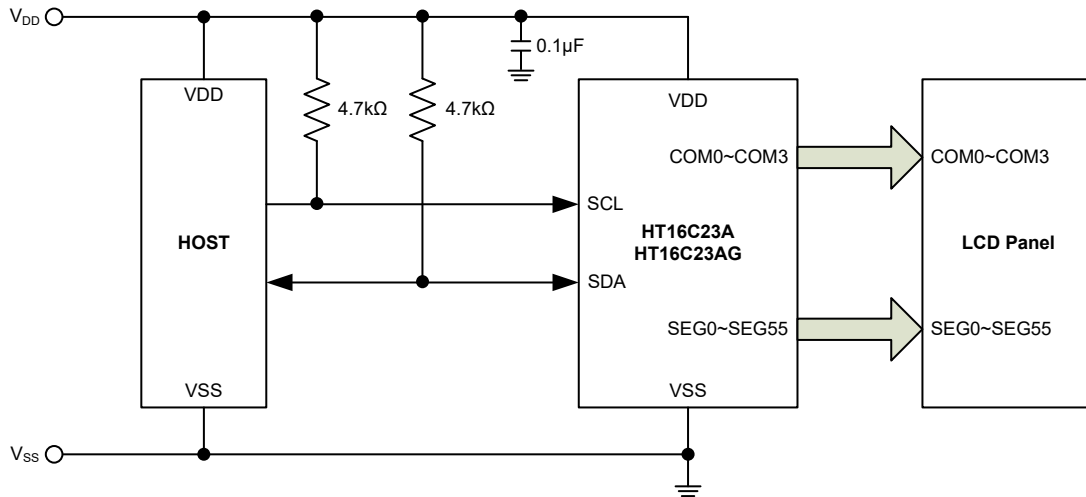 VDD
0.1µF
VDD
4.7kΩ
4.7kΩ
VDD
COM0~COM3
COM0~COM3
SCL
HOST
HT16C23A
HT16C23AG
LCD Panel
SDA
SEG0~SEG55
SEG0~SEG55
VSS
VSS
VSS